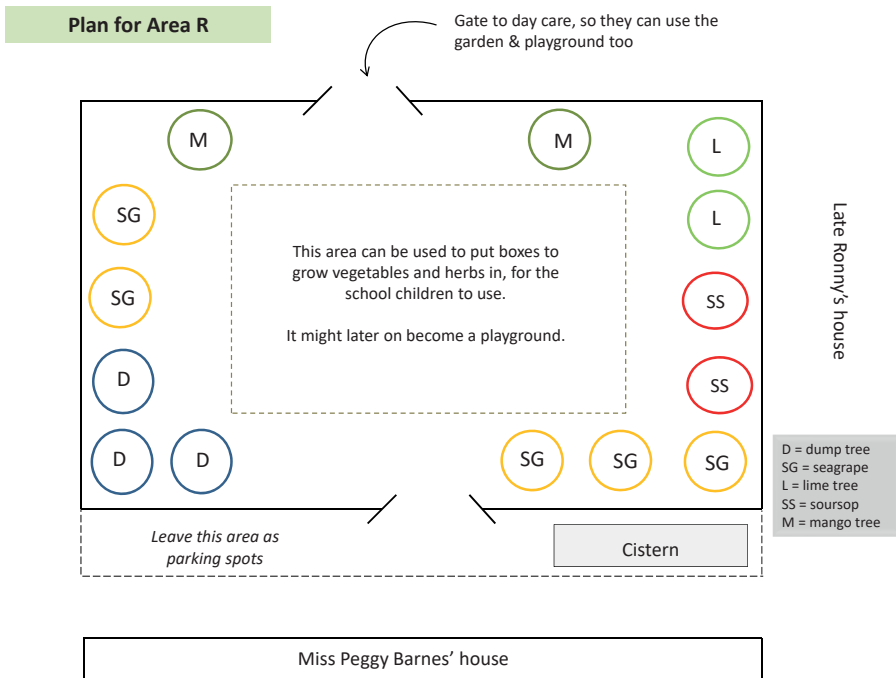 Plan for Area R
Gate to day care, so they can use the
garden & playground too
M
M
L
SG
L
This area can be used to put boxes to
grow vegetables and herbs in, for the
school children to use.
It might later on become a playground.
SG
SS
D
SS
D
D
SG
SG
SG
Late Ronny's house
D = dump tree
SG = seagrape
L = lime tree
SS = soursop
M = mango tree
Leave this area as
parking spots
Cistern
Miss Peggy Barnes' house